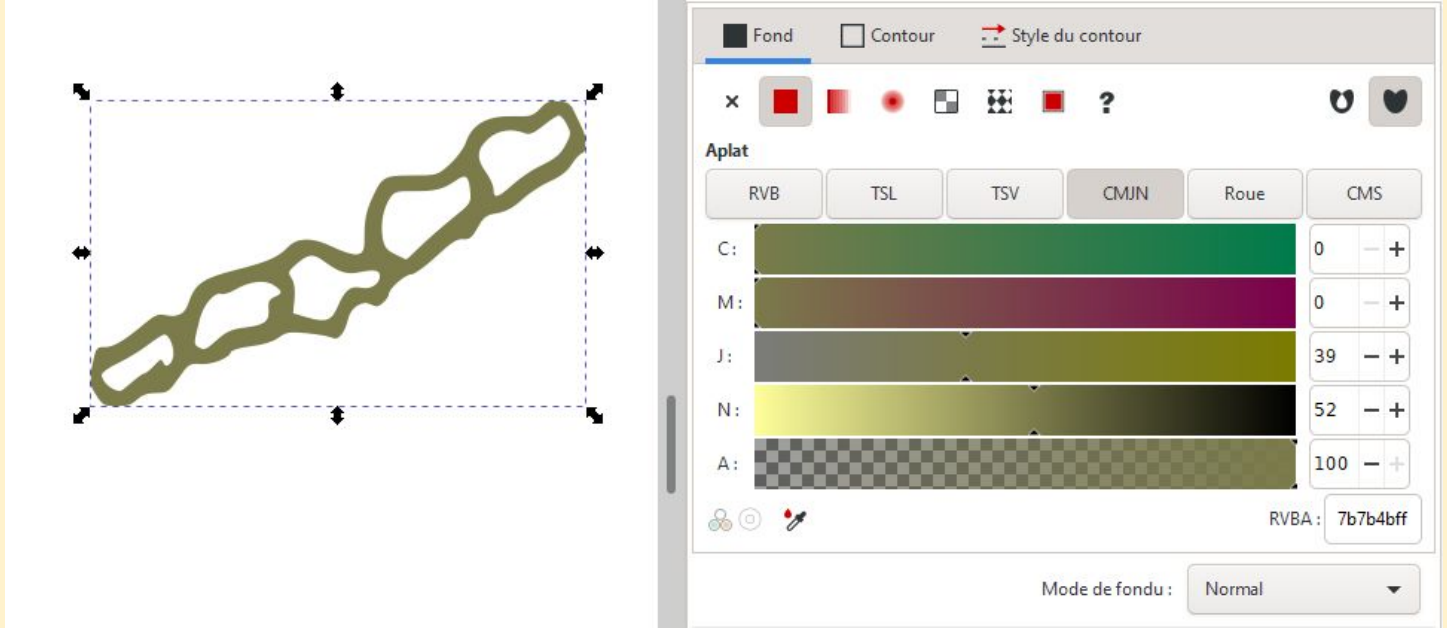 Fond Contour Style du contour
× ?
Aplat
RVB TSL TSV CMJN Roue CMS
C: 0 − +
M: 0 − +
J: 39 − +
N: 52 − +
A: 100 − +
RVBA : 7b7b4bff
Mode de fondu : Normal